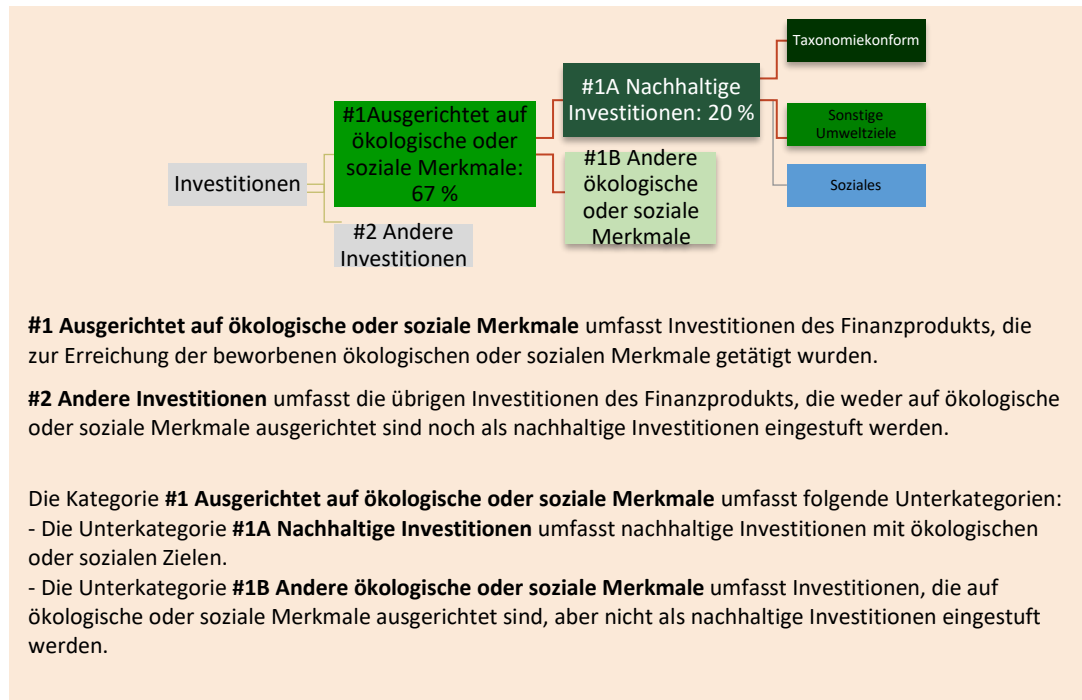 Taxonomiekonform
#1A Nachhaltige
Investitionen: 20 %
#1Ausgerichtet auf
ökologische oder
soziale Merkmale:
67 %
Sonstige
Umweltziele
#1B Andere
ökologische
oder soziale
Merkmale
Investitionen
Soziales
#2 Andere
Investitionen
#1 Ausgerichtet auf ökologische oder soziale Merkmale umfasst Investitionen des Finanzprodukts, die
zur Erreichung der beworbenen ökologischen oder sozialen Merkmale getätigt wurden.
#2 Andere Investitionen umfasst die übrigen Investitionen des Finanzprodukts, die weder auf ökologische
oder soziale Merkmale ausgerichtet sind noch als nachhaltige Investitionen eingestuft werden.
Die Kategorie #1 Ausgerichtet auf ökologische oder soziale Merkmale umfasst folgende Unterkategorien:
- Die Unterkategorie #1A Nachhaltige Investitionen umfasst nachhaltige Investitionen mit ökologischen
oder sozialen Zielen.
- Die Unterkategorie #1B Andere ökologische oder soziale Merkmale umfasst Investitionen, die auf
ökologische oder soziale Merkmale ausgerichtet sind, aber nicht als nachhaltige Investitionen eingestuft
werden.